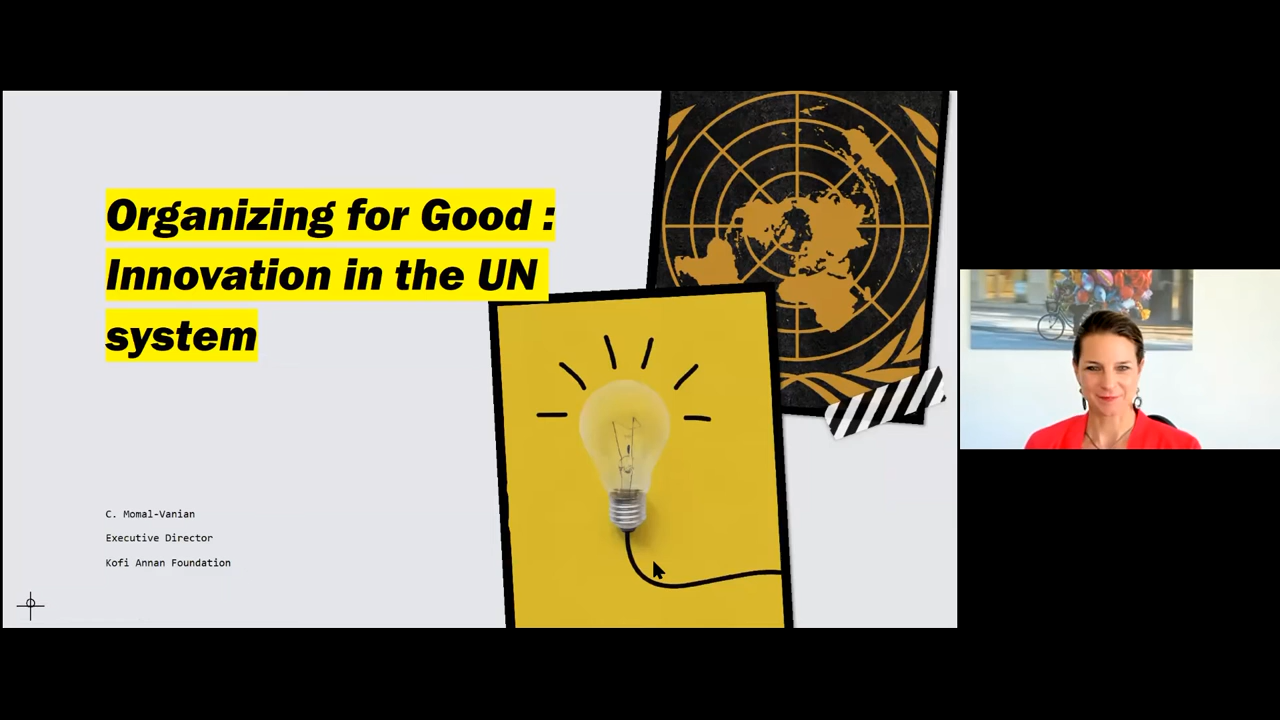 Organizing for Good :
Innovation in the UN
system
C. Momal-Vanian
Executive Director
Kofi Annan Foundation